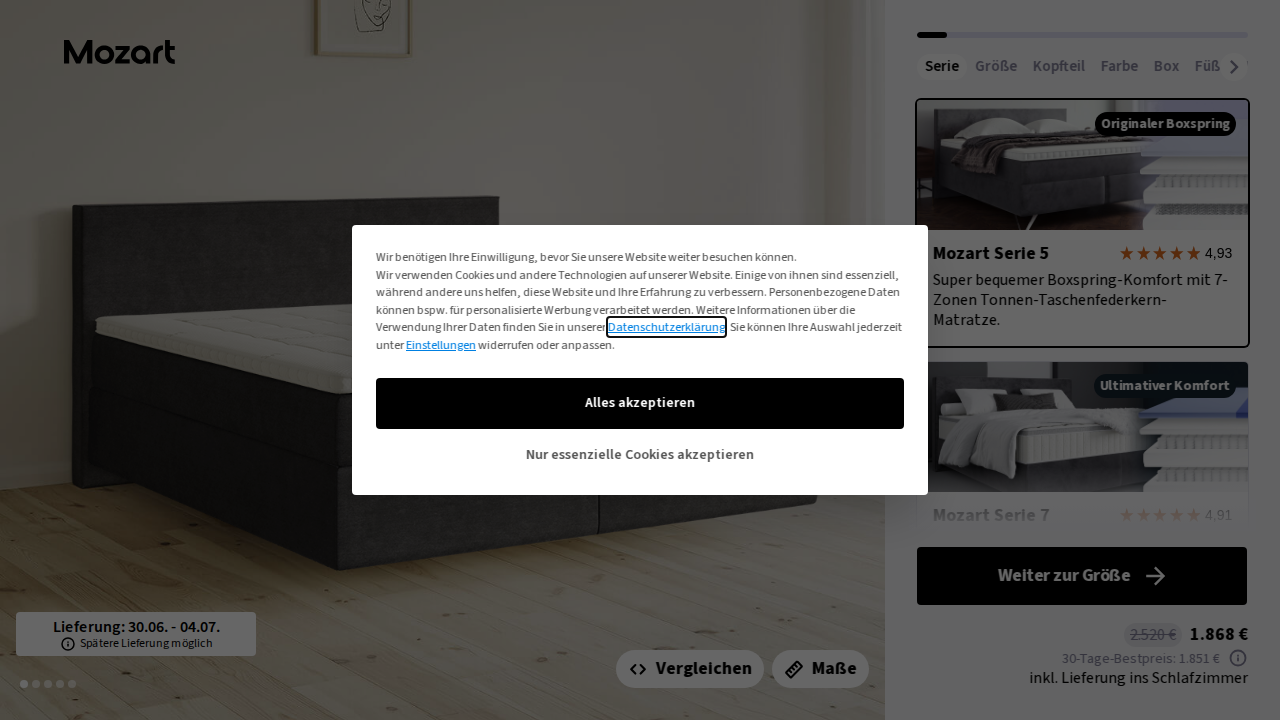 Mozart
Serie Größe Kopfteil Farbe Box
Originaler Boxspring
Mozart Serie 5 4,93
Super bequemer Boxspring-Komfort mit 7-
Zonen Tonnen-Taschenfederkern-
Matratze.
Ultimativer Komfort
Mozart Serie 7 4,91
Wir benötigen Ihre Einwilligung, bevor Sie unsere Website weiter besuchen können.
Wir verwenden Cookies und andere Technologien auf unserer Website. Einige von ihnen sind essenziell,
während andere uns helfen, diese Website und Ihre Erfahrung zu verbessern. Personenbezogene Daten
können bspw. für personalisierte Werbung verarbeitet werden. Weitere Informationen über die
Verwendung Ihrer Daten finden Sie in unserer Datenschutzerklärung. Sie können Ihre Auswahl jederzeit
unter Einstellungen widerrufen oder anpassen.
Alles akzeptieren
Nur essenzielle Cookies akzeptieren
Weiter zur Größe
Lieferung: 30.06. - 04.07.
Spätere Lieferung möglich
Vergleichen
Maße
2.520 € 1.868 €
30-Tage-Bestpreis: 1.851 €
inkl. Lieferung ins Schlafzimmer